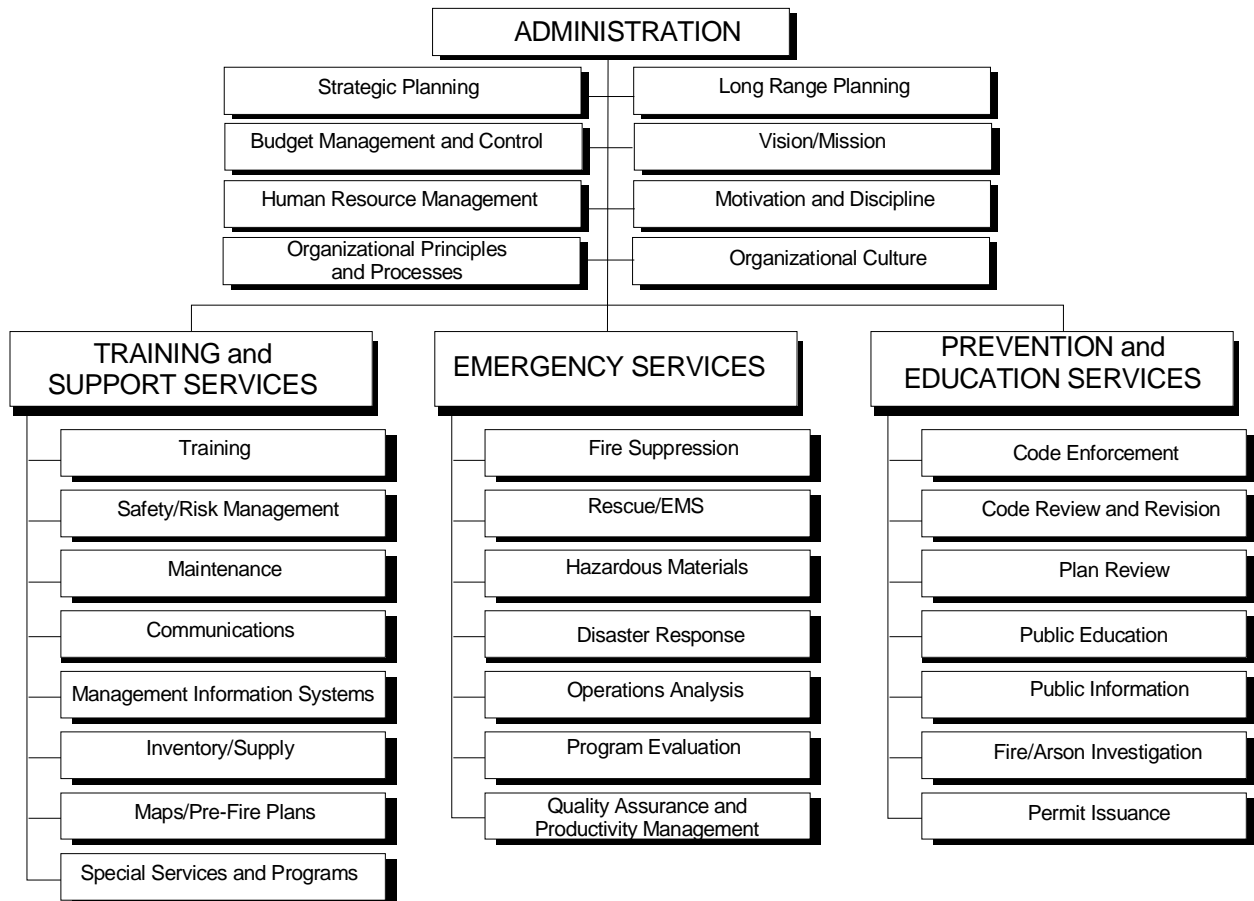 ADMINISTRATION
Strategic Planning
Long Range Planning
Budget Management and Control
Vision/Mission
Human Resource Management
Motivation and Discipline
Organizational Principles
and Processes
Organizational Culture
TRAINING and
SUPPORT SERVICES
Training
Safety/Risk Management
Maintenance
Communications
Management Information Systems
Inventory/Supply
Maps/Pre-Fire Plans
Special Services and Programs
EMERGENCY SERVICES
Fire Suppression
Rescue/EMS
Hazardous Materials
Disaster Response
Operations Analysis
Program Evaluation
Quality Assurance and
Productivity Management
PREVENTION and
EDUCATION SERVICES
Code Enforcement
Code Review and Revision
Plan Review
Public Education
Public Information
Fire/Arson Investigation
Permit Issuance